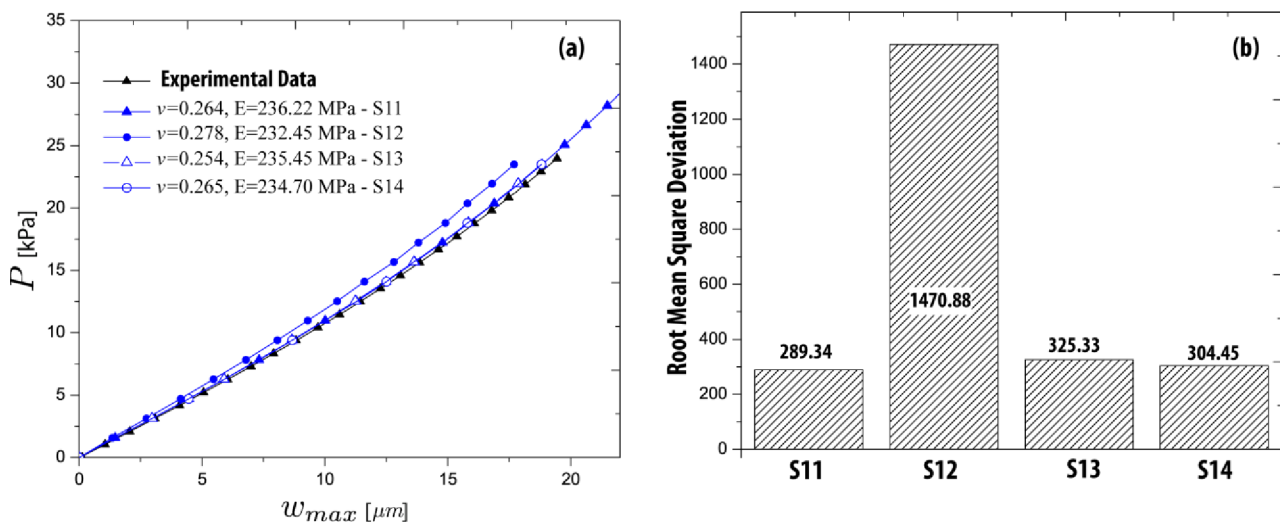 (a)
Experimental Data
ν=0.264, E=236.22 MPa - S11
ν=0.278, E=232.45 MPa - S12
ν=0.254, E=235.45 MPa - S13
ν=0.265, E=234.70 MPa - S14
P [kPa]
35
30
25
20
15
10
5
0
0 5 10 15 20
w_max [μm]
(b)
Root Mean Square Deviation
1400
1200
1000
800
600
400
200
0
289.34
1470.88
325.33
304.45
S11 S12 S13 S14